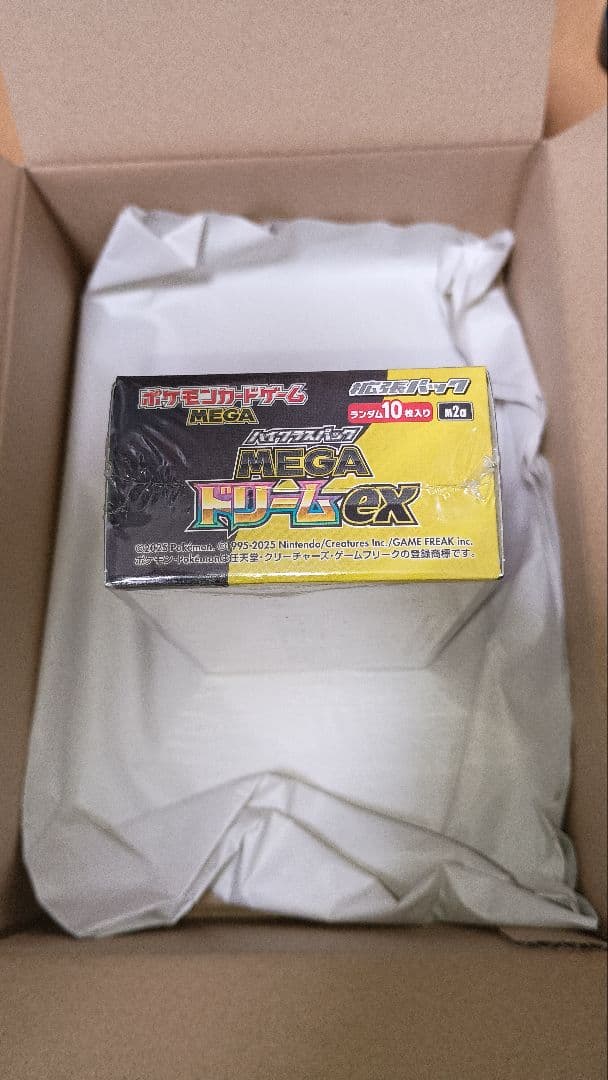 ポケモンカードゲーム
MEGA
拡張パック
ランダム10枚入り
m2a
ハイクラスパック
MEGA
ドリームex
©2025 Pokémon. ©1995-2025 Nintendo/Creatures Inc./GAME FREAK inc.
ポケモン・Pokémonは任天堂・クリーチャーズ・ゲームフリークの登録商標です。